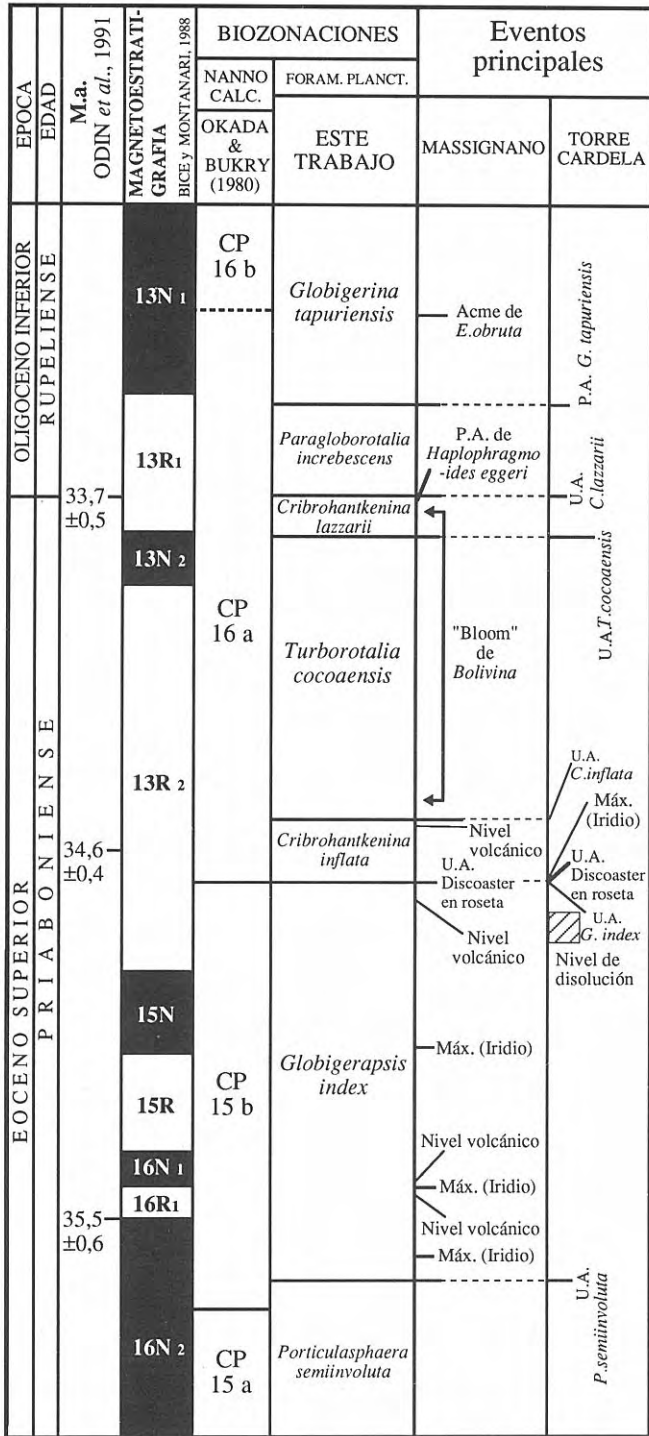 EPOCA
EDAD
M.a.
ODIN et al., 1991
MAGNETOESTRATI-
GRAFIA
BICE y MONTANARI, 1988
BIOZONACIONES
NANNO
CALC.
FORAM. PLANCT.
OKADA
&
BUKRY
(1980)
ESTE
TRABAJO
Eventos
principales
MASSIGNANO
TORRE
CARDELA
OLIGOCENO INFERIOR
RUPELIENSE
EOCENO SUPERIOR
PRIABONIENSE
33,7
±0,5
34,6
±0,4
35,5
±0,6
13N 1
13R1
13N 2
13R 2
15N
15R
16N 1
16R1
16N 2
CP
16 b
CP
16 a
CP
15 b
CP
15 a
Globigerina
tapuriensis
Paragloborotalia
increbescens
Cribrohantkenina
lazzarii
Turborotalia
cocoaensis
Cribrohantkenina
inflata
Globigerapsis
index
Porticulasphaera
semiinvoluta
Acme de
E.obruta
P.A. de
Haplophragmo
-ides eggeri
"Bloom"
de
Bolivina
Nivel
volcánico
U.A.
Discoaster
en roseta
Nivel
volcánico
Máx. (Iridio)
Nivel volcánico
Máx. (Iridio)
Nivel volcánico
Máx. (Iridio)
P.A. G. tapuriensis
U.A.
C.lazzarii
U.A.T.cocoaensis
U.A.
C.inflata
Máx.
(Iridio)
U.A.
Discoaster
en roseta
U.A.
G. index
Nivel de
disolución
U.A.
P.semiinvoluta